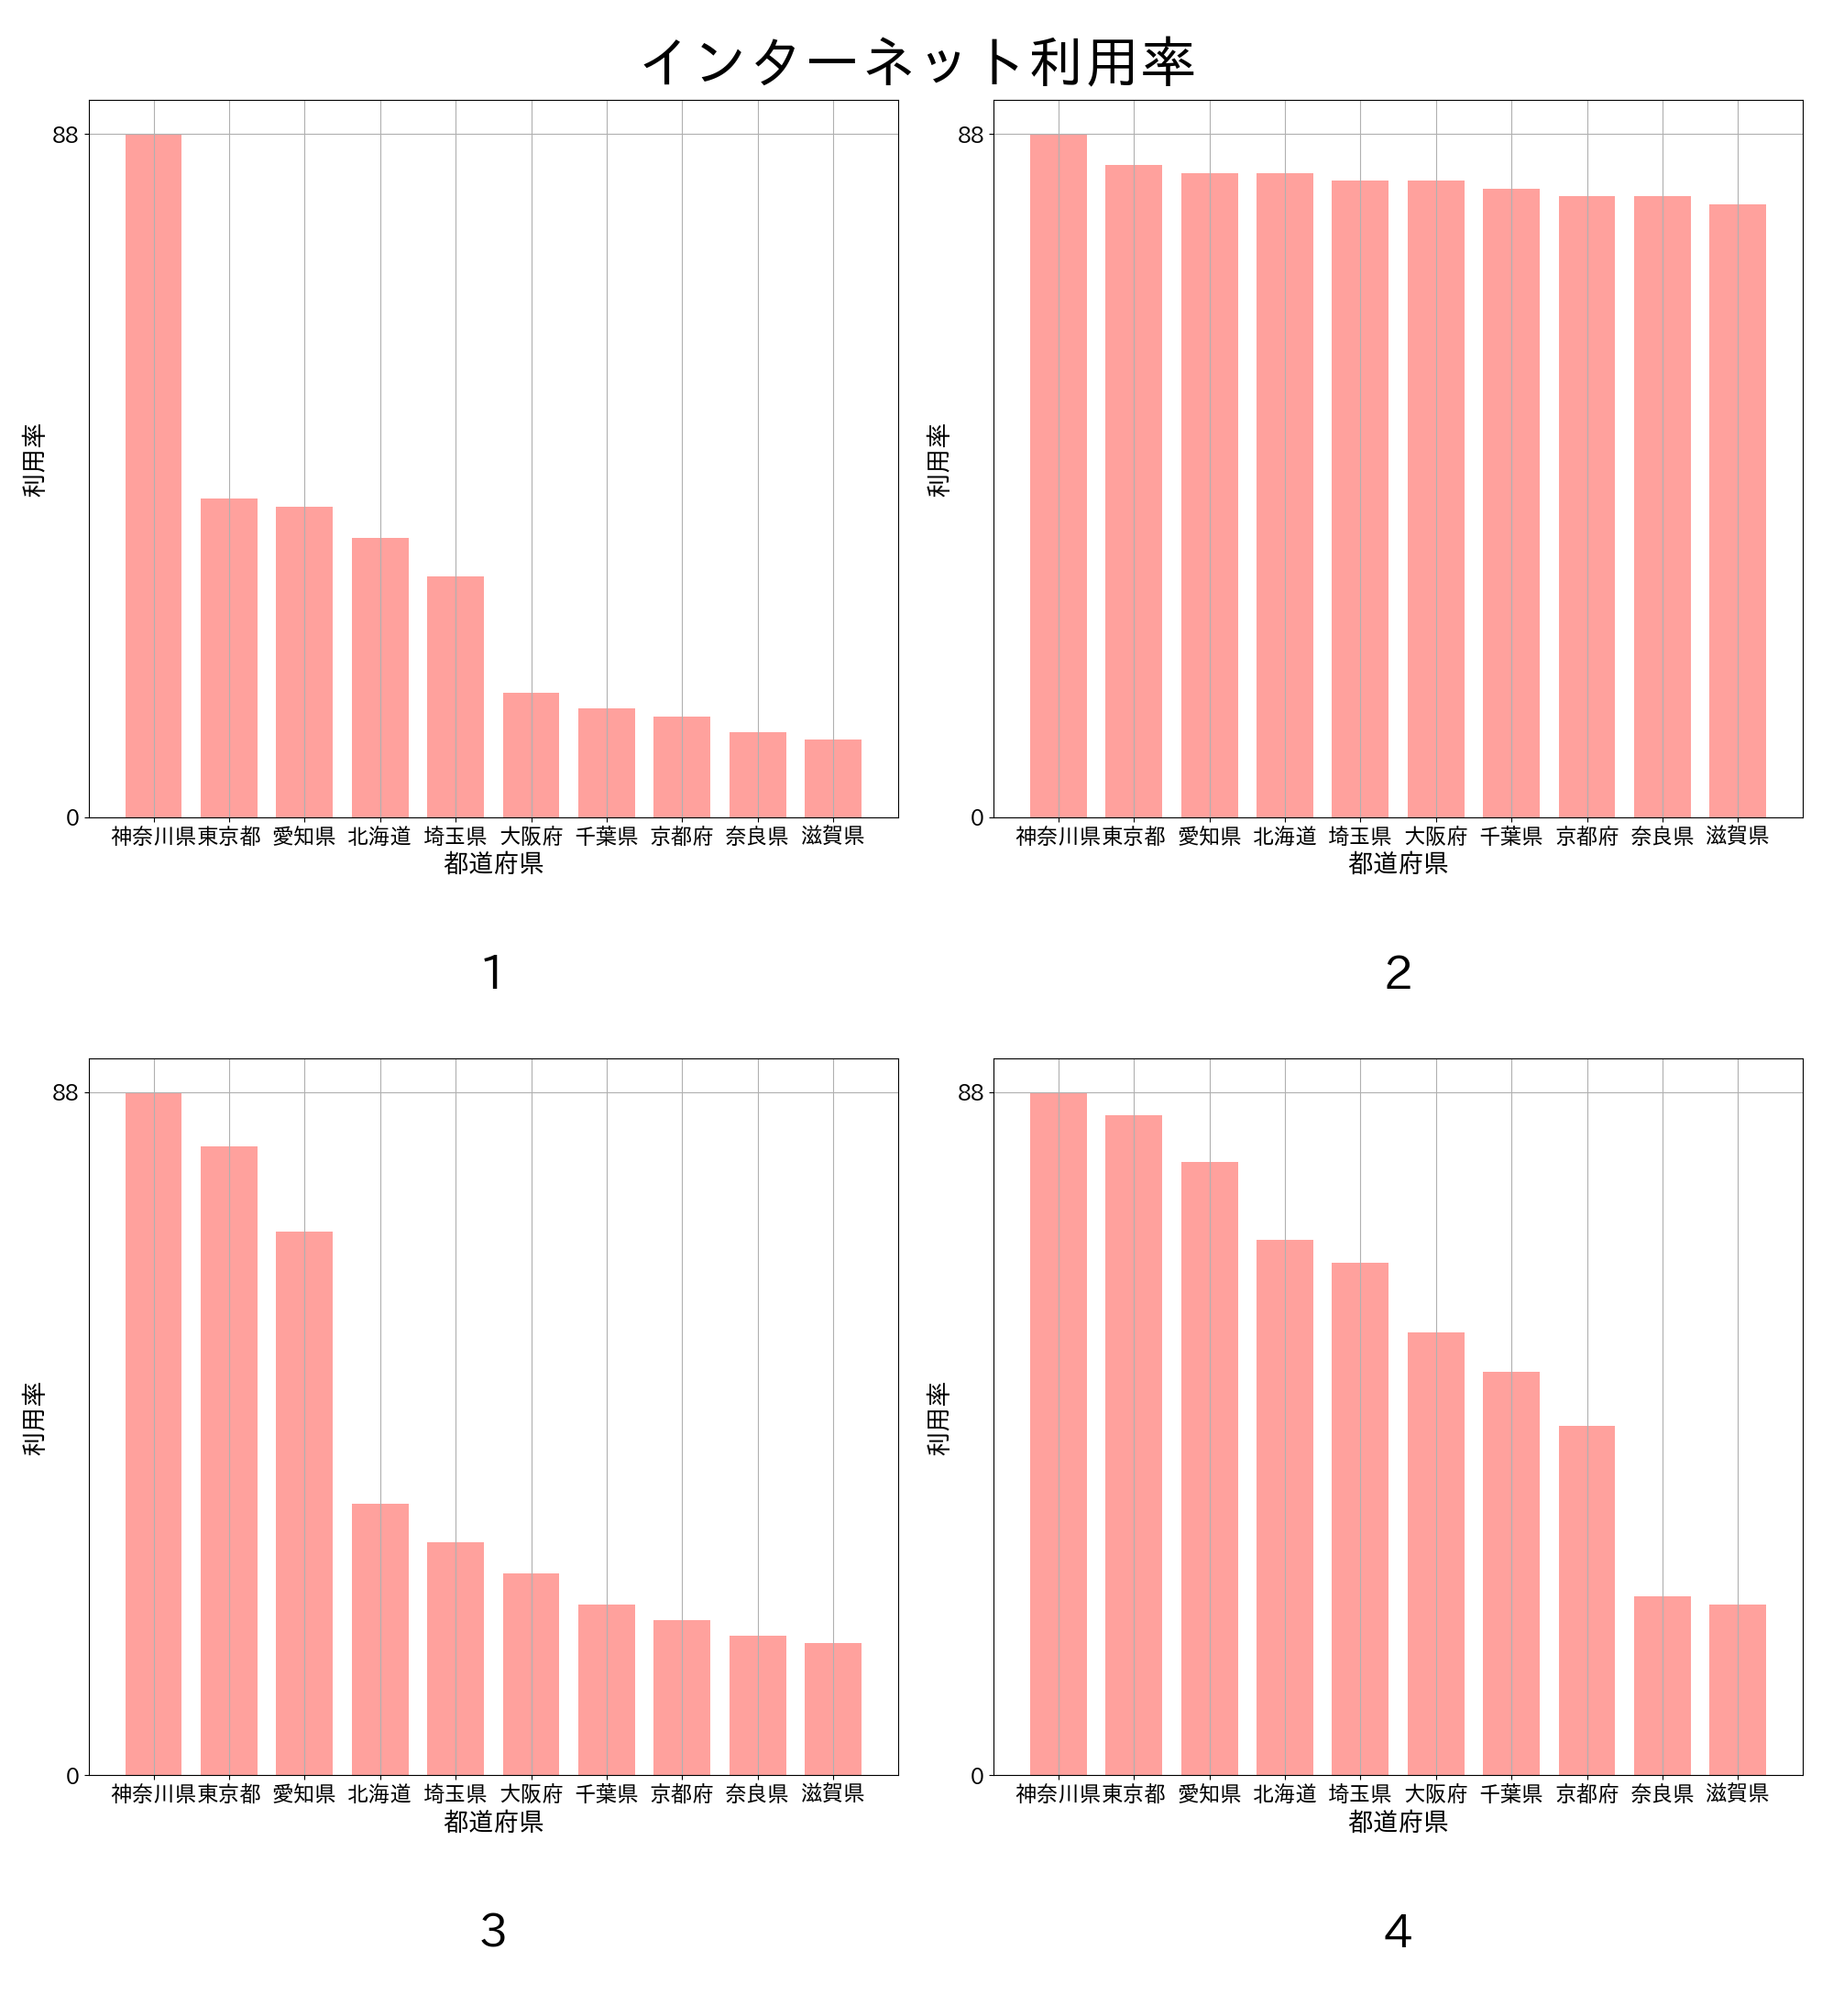 インターネット利用率
88
0
利用率
神奈川県 東京都 愛知県 北海道 埼玉県 大阪府 千葉県 京都府 奈良県 滋賀県
都道府県
1
88
0
利用率
神奈川県 東京都 愛知県 北海道 埼玉県 大阪府 千葉県 京都府 奈良県 滋賀県
都道府県
2
88
0
利用率
神奈川県 東京都 愛知県 北海道 埼玉県 大阪府 千葉県 京都府 奈良県 滋賀県
都道府県
3
88
0
利用率
神奈川県 東京都 愛知県 北海道 埼玉県 大阪府 千葉県 京都府 奈良県 滋賀県
都道府県
4